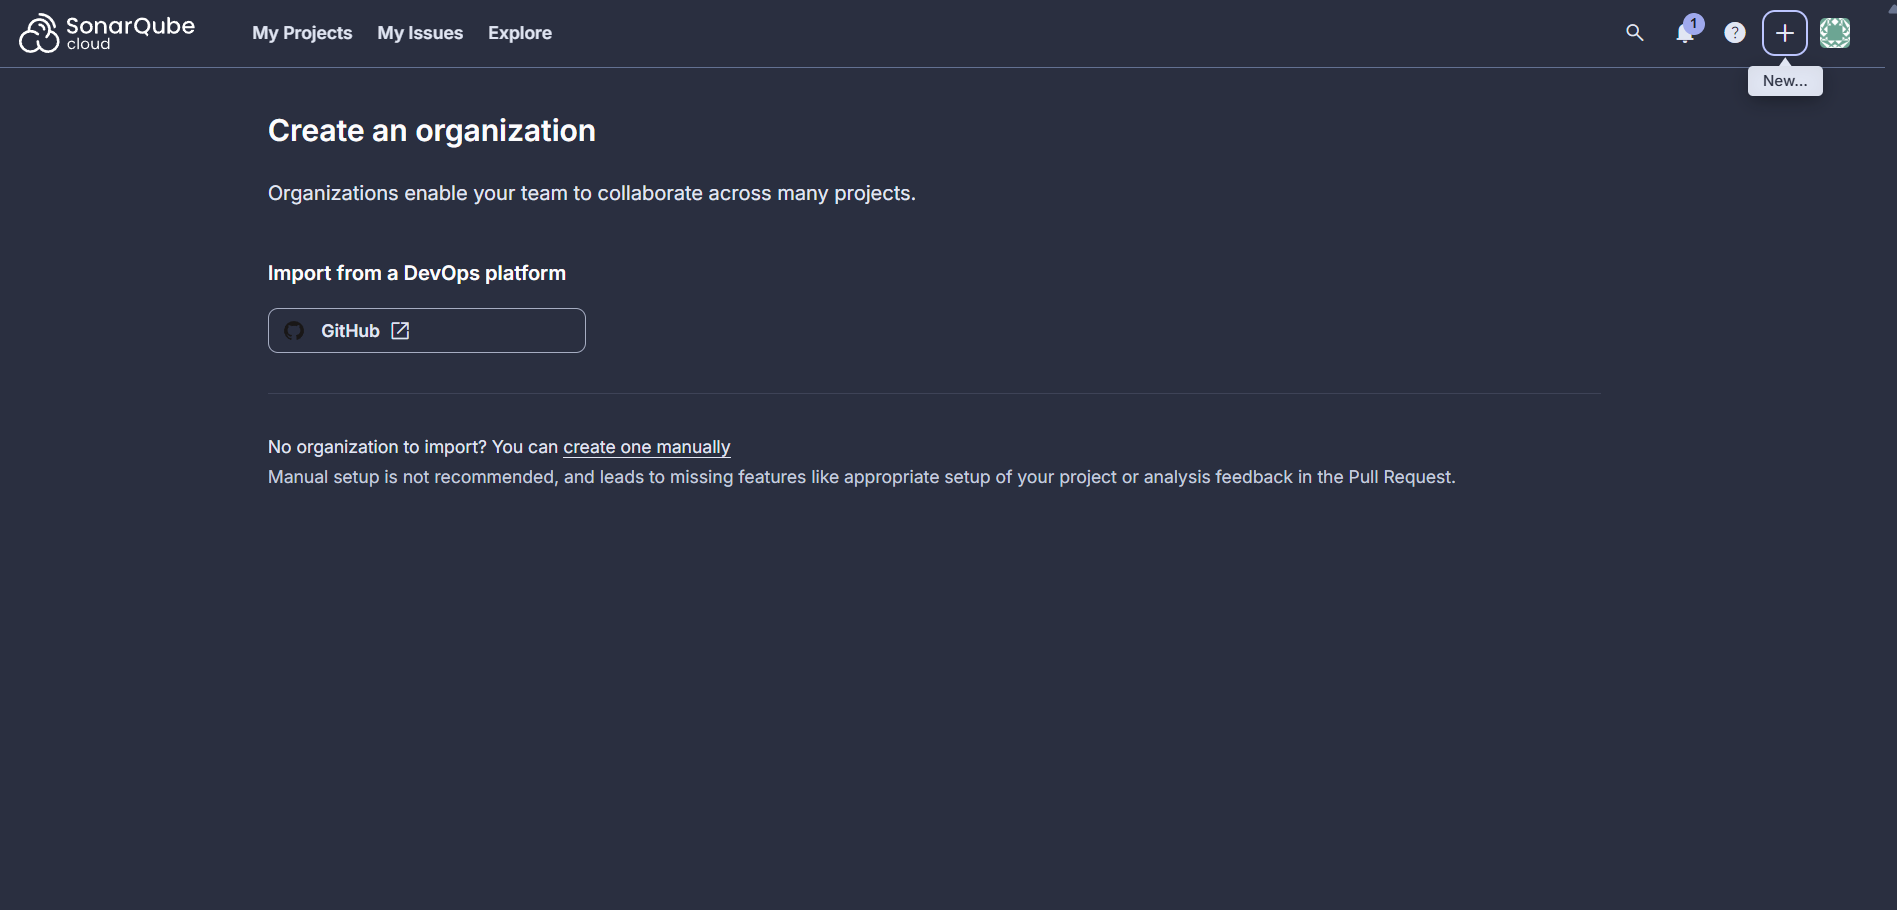 SonarQube
cloud
My Projects
My Issues
Explore
1
?
New...
Create an organization
Organizations enable your team to collaborate across many projects.
Import from a DevOps platform
GitHub
No organization to import? You can create one manually
Manual setup is not recommended, and leads to missing features like appropriate setup of your project or analysis feedback in the Pull Request.